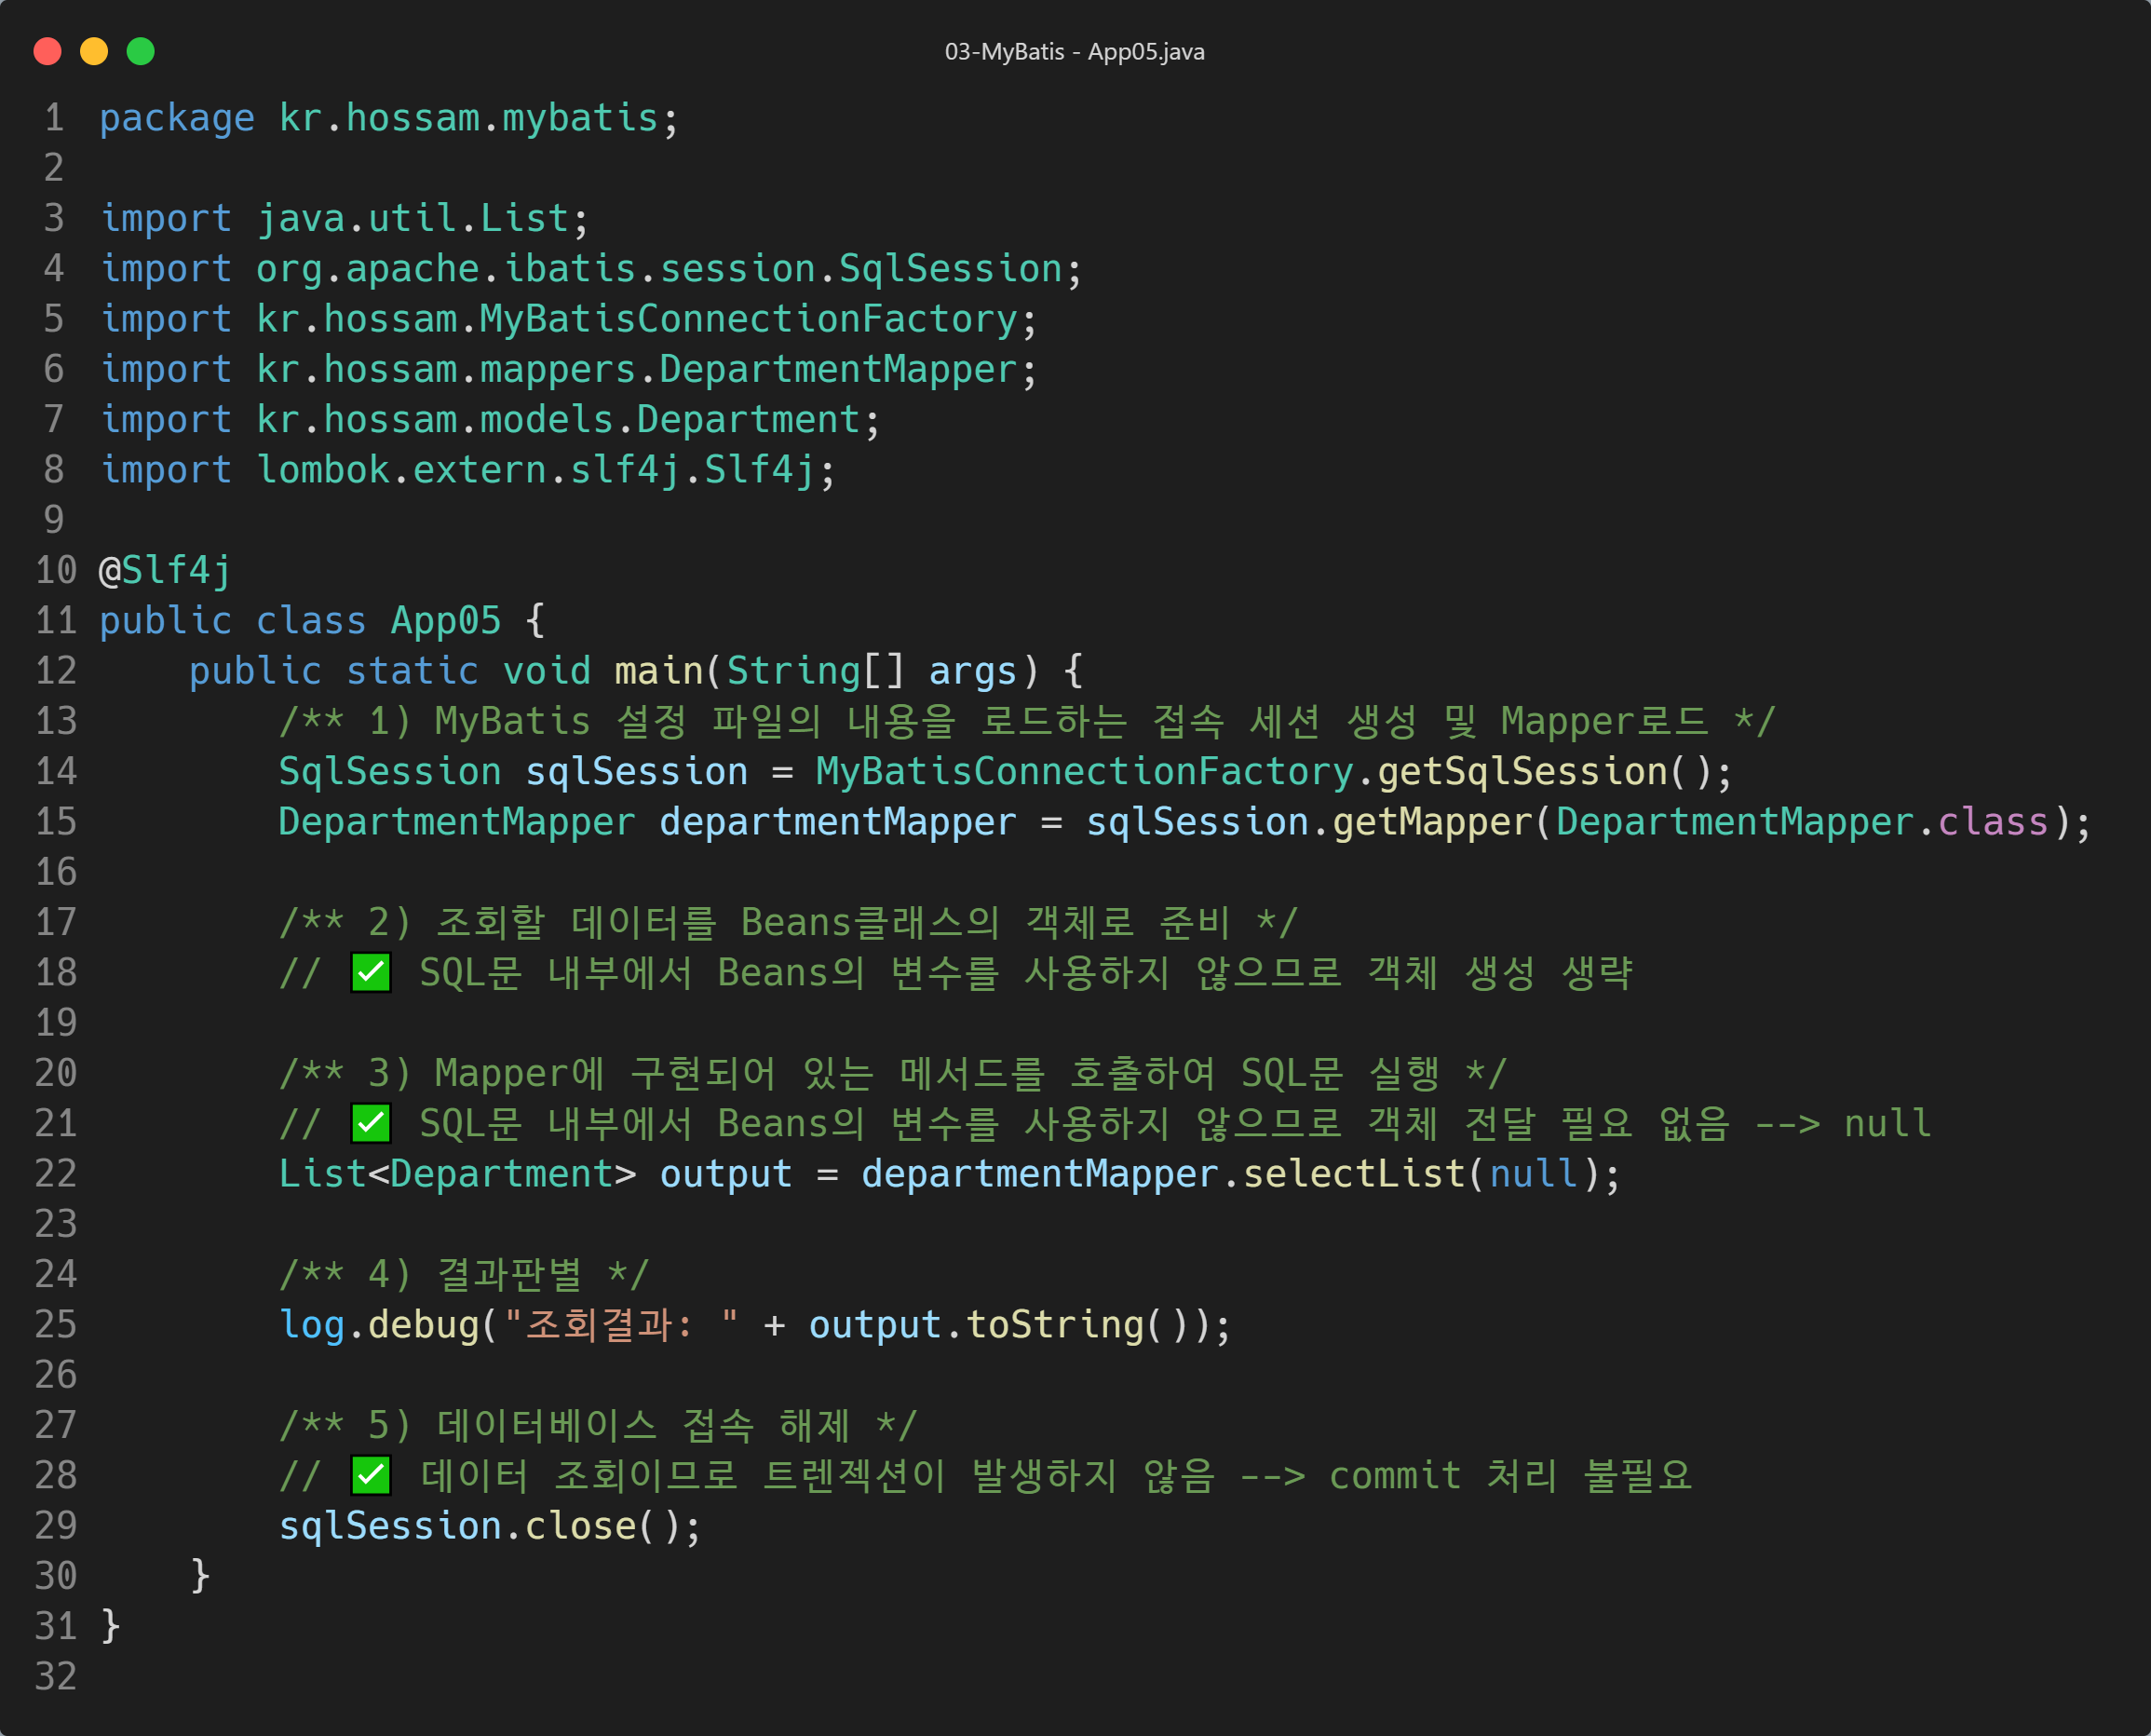 03-MyBatis - App05.java
1 package kr.hossam.mybatis;
2
3 import java.util.List;
4 import org.apache.ibatis.session.SqlSession;
5 import kr.hossam.MyBatisConnectionFactory;
6 import kr.hossam.mappers.DepartmentMapper;
7 import kr.hossam.models.Department;
8 import lombok.extern.slf4j.Slf4j;
9
10 @Slf4j
11 public class App05 {
12     public static void main(String[] args) {
13         /** 1) MyBatis 설정 파일의 내용을 로드하는 접속 세션 생성 및 Mapper로드 */
14         SqlSession sqlSession = MyBatisConnectionFactory.getSqlSession();
15         DepartmentMapper departmentMapper = sqlSession.getMapper(DepartmentMapper.class);
16
17         /** 2) 조회할 데이터를 Beans클래스의 객체로 준비 */
18         // ✅ SQL문 내부에서 Beans의 변수를 사용하지 않으므로 객체 생성 생략
19
20         /** 3) Mapper에 구현되어 있는 메서드를 호출하여 SQL문 실행 */
21         // ✅ SQL문 내부에서 Beans의 변수를 사용하지 않으므로 객체 전달 필요 없음 --> null
22         List<Department> output = departmentMapper.selectList(null);
23
24         /** 4) 결과판별 */
25         log.debug("조회결과: " + output.toString());
26
27         /** 5) 데이터베이스 접속 해제 */
28         // ✅ 데이터 조회이므로 트렌젝션이 발생하지 않음 --> commit 처리 불필요
29         sqlSession.close();
30     }
31 }
32